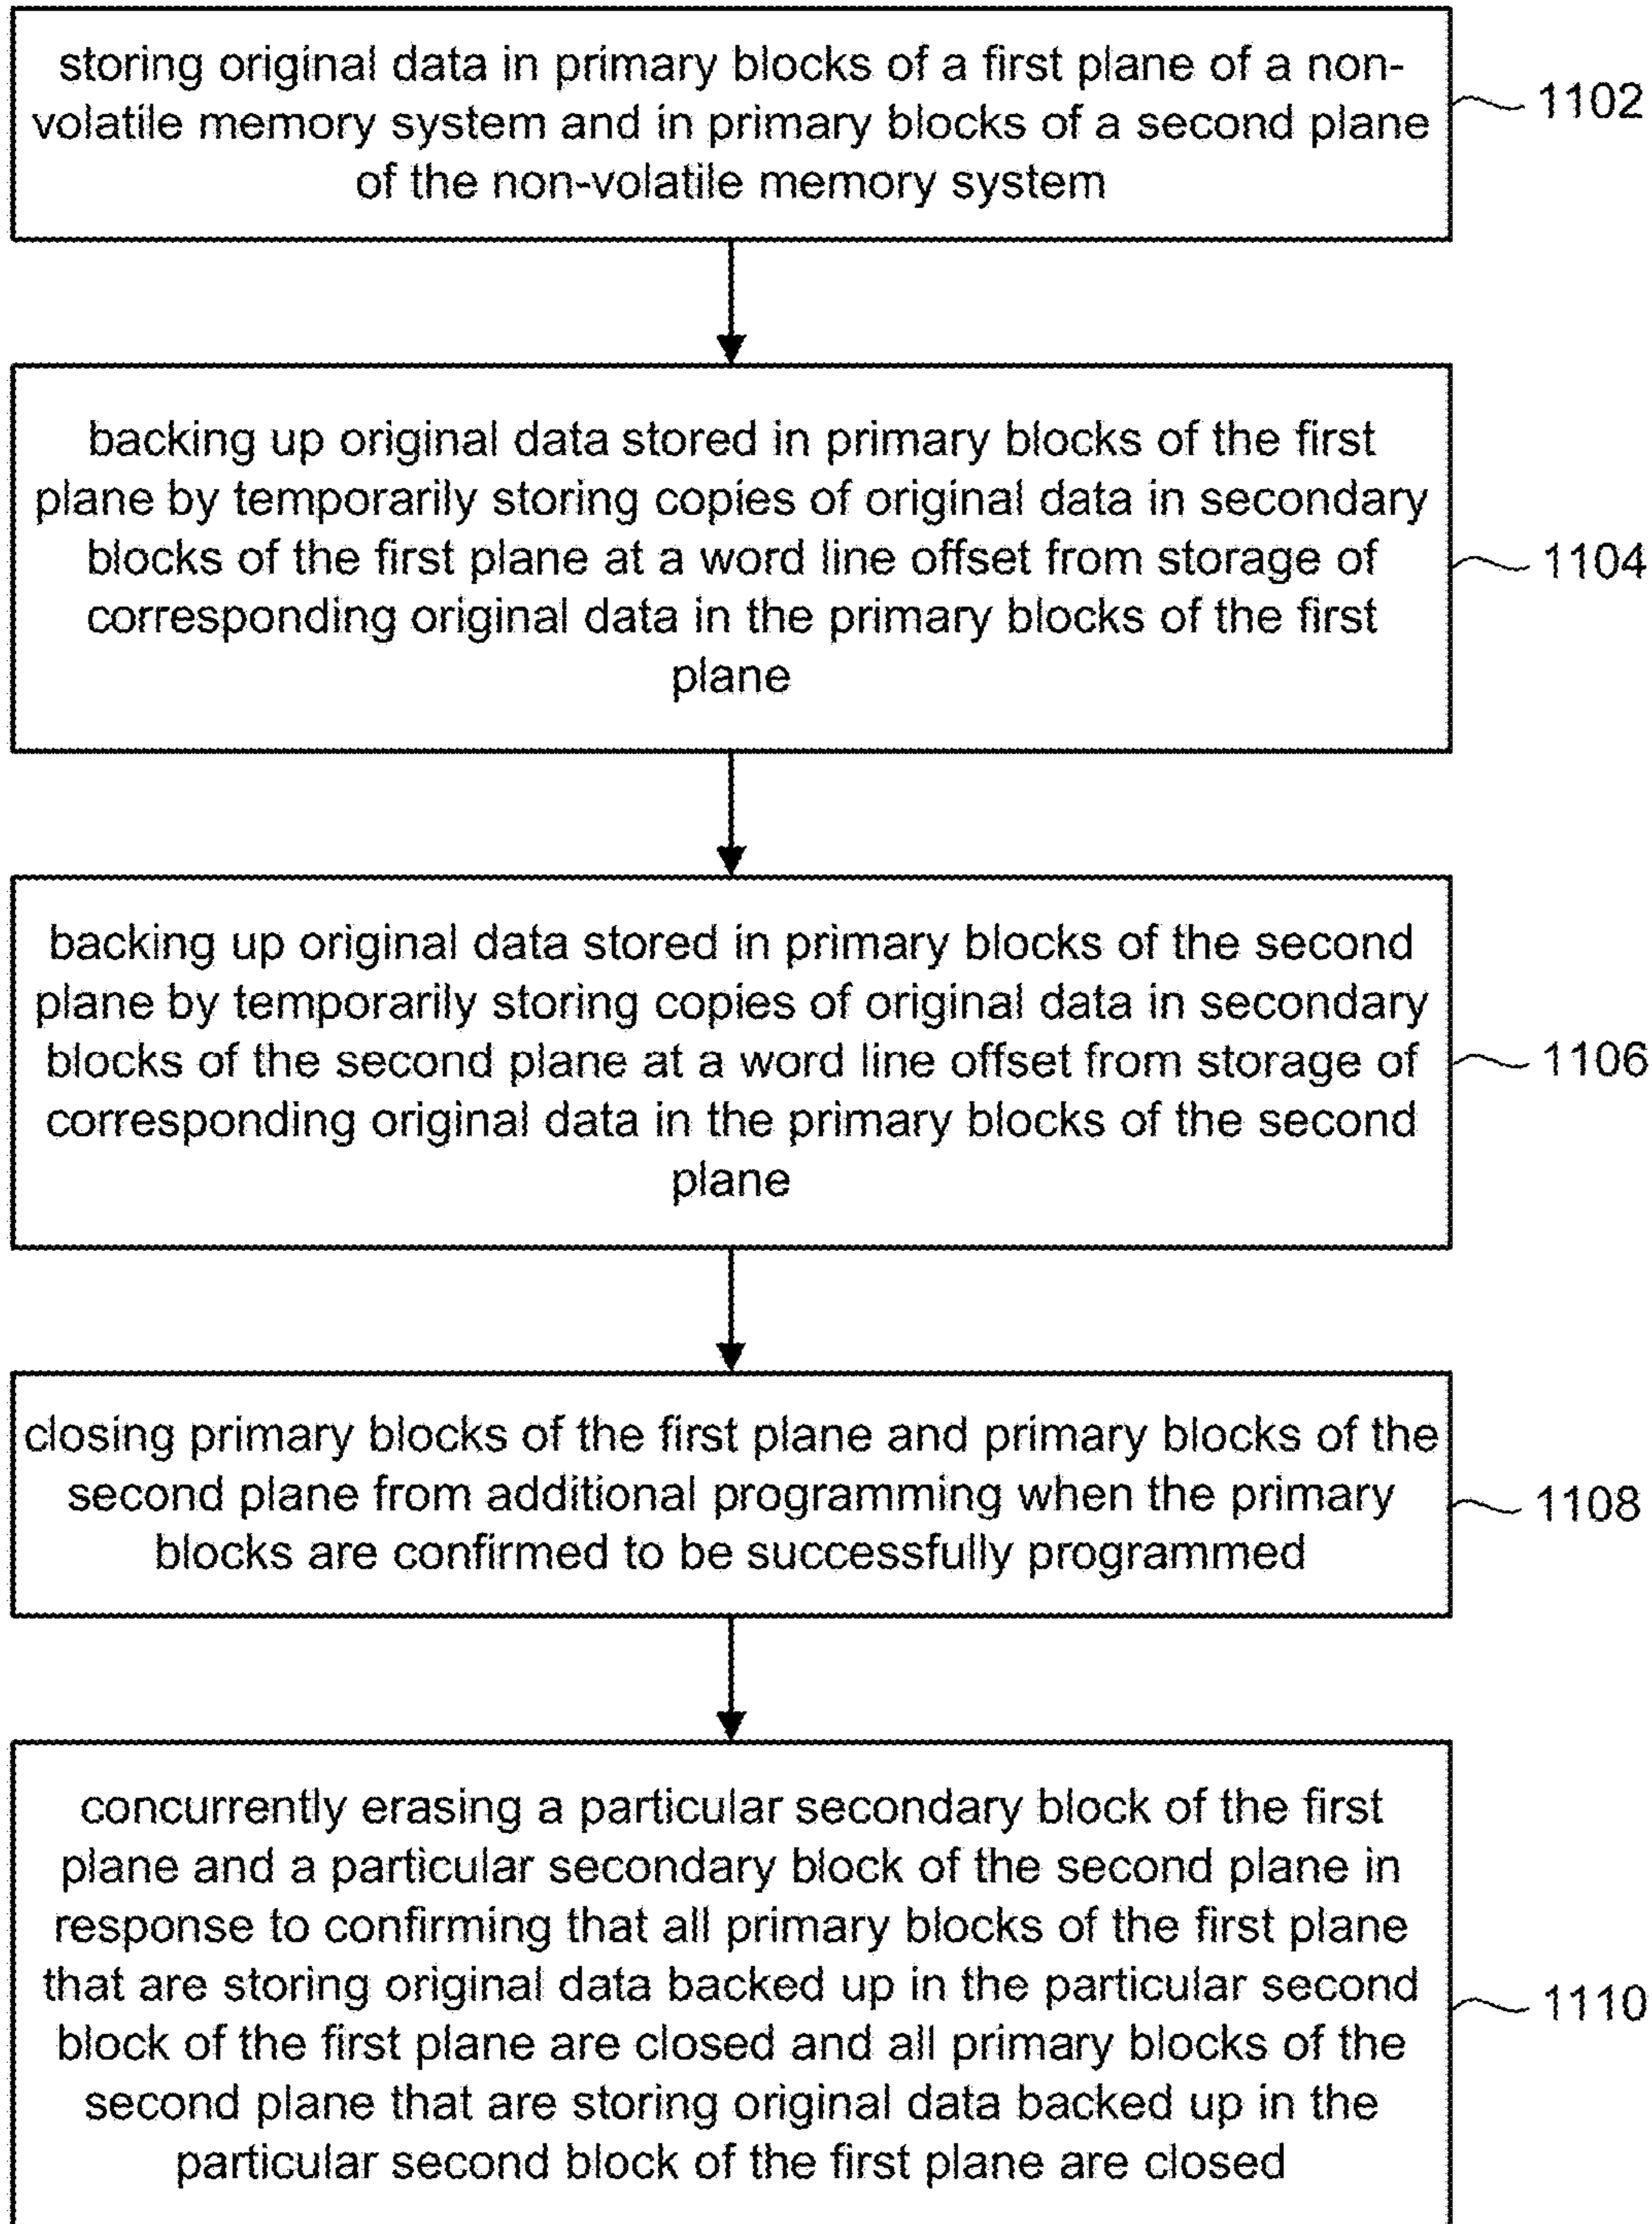 storing original data in primary blocks of a first plane of a non-
volatile memory system and in primary blocks of a second plane
of the non-volatile memory system
1102
backing up original data stored in primary blocks of the first
plane by temporarily storing copies of original data in secondary
blocks of the first plane at a word line offset from storage of
corresponding original data in the primary blocks of the first
plane
1104
backing up original data stored in primary blocks of the second
plane by temporarily storing copies of original data in secondary
blocks of the second plane at a word line offset from storage of
corresponding original data in the primary blocks of the second
plane
1106
closing primary blocks of the first plane and primary blocks of the
second plane from additional programming when the primary
blocks are confirmed to be successfully programmed
1108
concurrently erasing a particular secondary block of the first
plane and a particular secondary block of the second plane in
response to confirming that all primary blocks of the first plane
that are storing original data backed up in the particular second
block of the first plane are closed and all primary blocks of the
second plane that are storing original data backed up in the
particular second block of the first plane are closed
1110